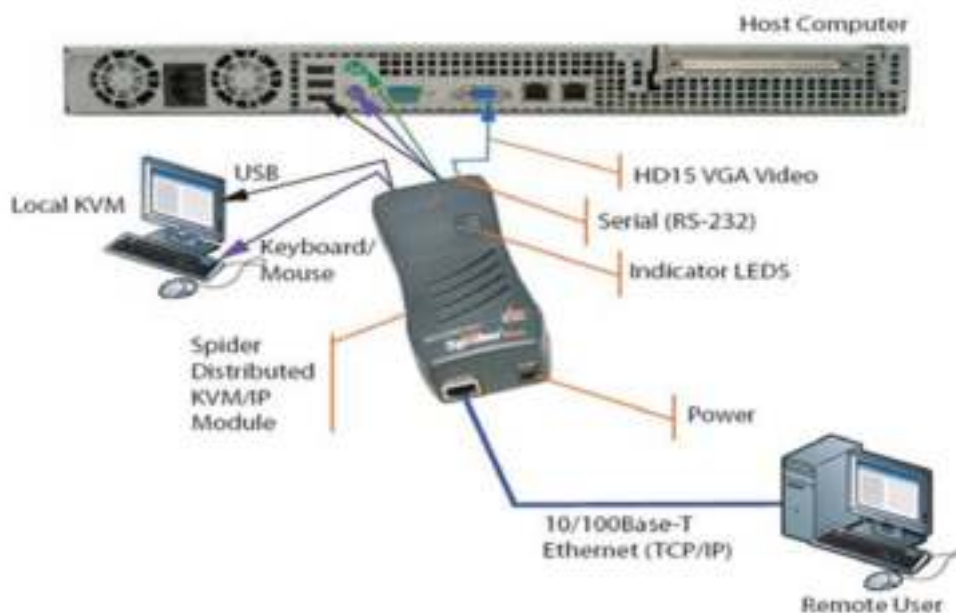 Host Computer
HD15 VGA Video
USB
Local KVM
Serial (RS-232)
Keyboard/
Mouse
Indicator LEDS
Spider
Distributed
KVM/IP
Module
Power
10/100Base-T
Ethernet (TCP/IP)
Remote User